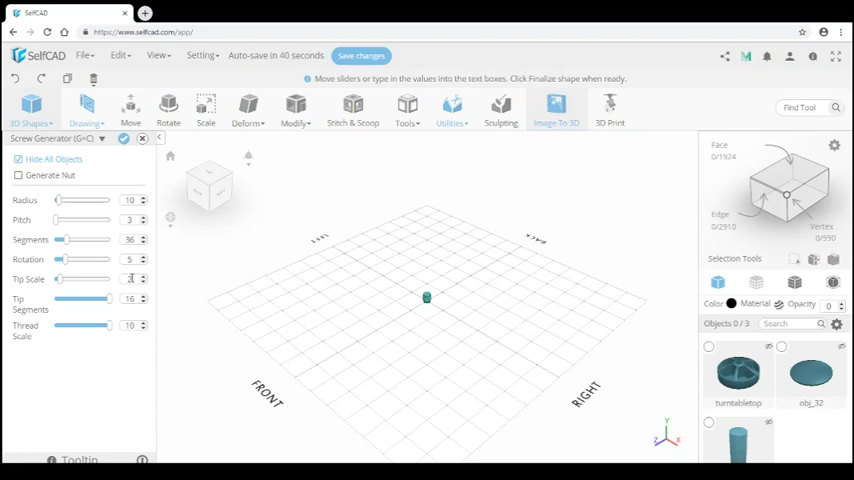 SelfCAD
https://www.selfcad.com/app/
SelfCAD File Edit View Setting Auto-save in 40 seconds Save changes
Move sliders or type in the values into the text boxes. Click Finalize shape when ready.
3D Shapes Drawing Move Rotate Scale Deform Modify Stitch & Scoop Tools Utilities Sculpting Image To 3D 3D Print Find Tool
Screw Generator (G+C)
Hide All Objects
Generate Nut
Radius 10
Pitch 3
Segments 36
Rotation 5
Tip Scale 2
Tip Segments 16
Thread Scale 10
Tooltip
LEFT
BACK
FRONT
RIGHT
Y
Z
X
Face
0/1924
Edge
0/2910
Vertex
0/990
Selection Tools
Color Material Opacity 0
Objects 0 / 3 Search
turntabletop obj_32